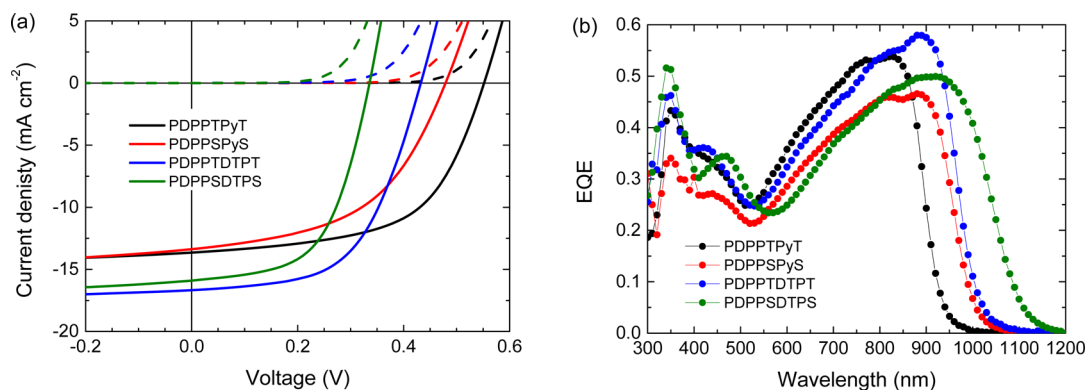 (a)
5
0
-5
-10
-15
-20
-0.2
0.0
0.2
0.4
0.6
Voltage (V)
Current denisty (mA cm⁻²)
PDPPTPyT
PDPPSPyS
PDPPTDTPT
PDPPSDTPS
(b)
0.6
0.5
0.4
0.3
0.2
0.1
0.0
300 400 500 600 700 800 900 1000 1100 1200
Wavelength (nm)
EQE
PDPPTPyT
PDPPSPyS
PDPPTDTPT
PDPPSDTPS